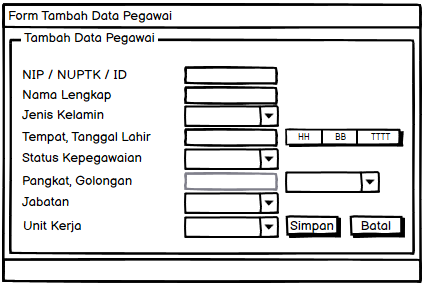 Form Tambah Data Pegawai
Tambah Data Pegawai
NIP / NUPTK / ID
Nama Lengkap
Jenis Kelamin
Tempat, Tanggal Lahir HH BB TTTT
Status Kepegawaian
Pangkat, Golongan
Jabatan
Unit Kerja Simpan Batal